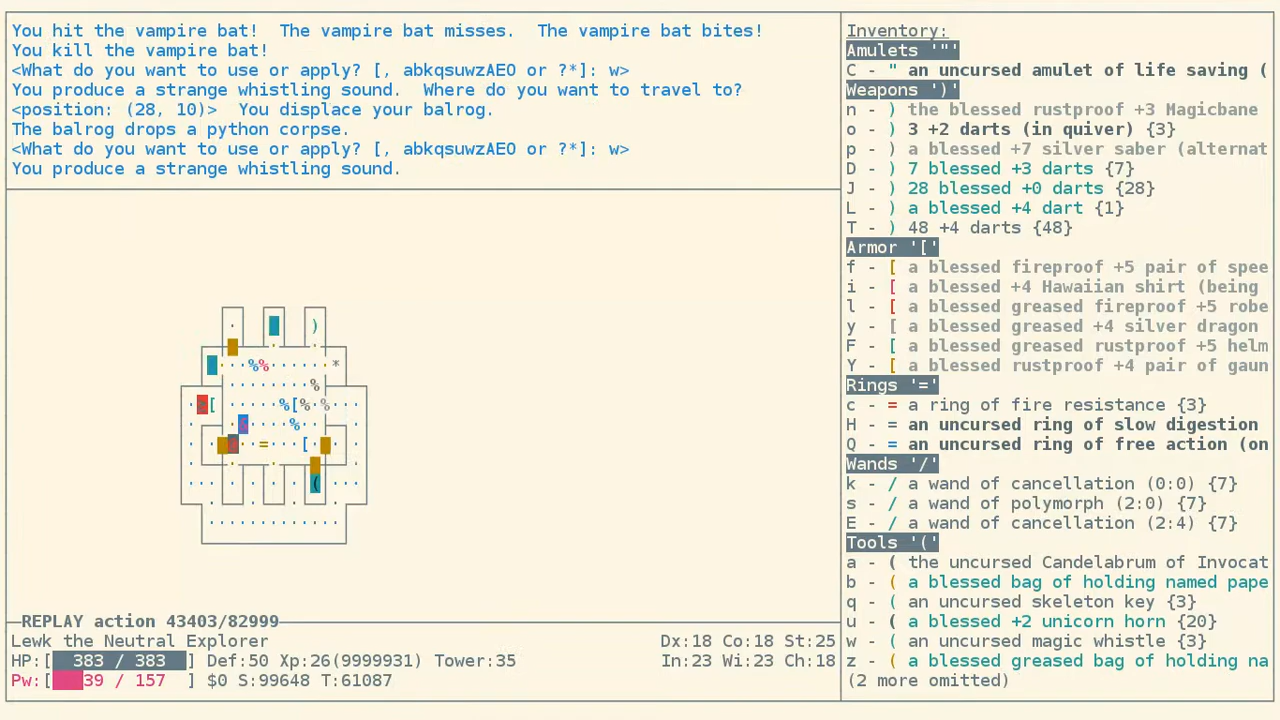 You hit the vampire bat!  The vampire bat misses.  The vampire bat bites!
You kill the vampire bat!
<What do you want to use or apply? [, abkqsuwzAEO or ?*]: w>
You produce a strange whistling sound.  Where do you want to travel to?
<position: (28, 10)>  You displace your balrog.
The balrog drops a python corpse.
<What do you want to use or apply? [, abkqsuwzAEO or ?*]: w>
You produce a strange whistling sound.
REPLAY action 43403/82999
Lewk the Neutral Explorer Dx:18 Co:18 St:25
HP:[ 383 / 383 ] Def:50 Xp:26(9999931) Tower:35 In:23 Wi:23 Ch:18
Pw:[ 39 / 157 ] $0 S:99648 T:61087
Inventory:
Amulets '"'
C - " an uncursed amulet of life saving (
Weapons ')'
n - ) the blessed rustproof +3 Magicbane
o - ) 3 +2 darts (in quiver) {3}
p - ) a blessed +7 silver saber (alternat
D - ) 7 blessed +3 darts {7}
J - ) 28 blessed +0 darts {28}
L - ) a blessed +4 dart {1}
T - ) 48 +4 darts {48}
Armor '['
f - [ a blessed fireproof +5 pair of spee
i - [ a blessed +4 Hawaiian shirt (being
l - [ a blessed greased fireproof +5 robe
y - [ a blessed greased +4 silver dragon
F - [ a blessed greased rustproof +5 helm
Y - [ a blessed rustproof +4 pair of gaun
Rings '='
c - = a ring of fire resistance {3}
H - = an uncursed ring of slow digestion
Q - = an uncursed ring of free action (on
Wands '/'
k - / a wand of cancellation (0:0) {7}
s - / a wand of polymorph (2:0) {7}
E - / a wand of cancellation (2:4) {7}
Tools '('
a - ( the uncursed Candelabrum of Invocat
b - ( a blessed bag of holding named pape
q - ( an uncursed skeleton key {3}
u - ( a blessed +2 unicorn horn {20}
w - ( an uncursed magic whistle {3}
z - ( a blessed greased bag of holding na
(2 more omitted)